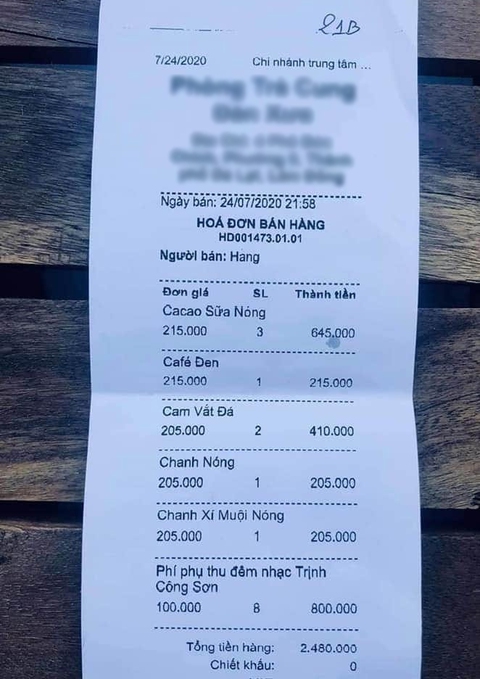 21B
7/24/2020 Chi nhánh trung tâm ...
Ngày bán: 24/07/2020 21:58
HOÁ ĐƠN BÁN HÀNG
HD001473.01.01
Người bán: Hang
Đơn giá SL Thành tiền
Cacao Sữa Nóng
215.000 3 645.000
Café Đen
215.000 1 215.000
Cam Vắt Đá
205.000 2 410.000
Chanh Nóng
205.000 1 205.000
Chanh Xí Muội Nóng
205.000 1 205.000
Phí phụ thu đêm nhạc Trịnh
Công Sơn
100.000 8 800.000
Tổng tiền hàng: 2.480.000
Chiết khấu: 0